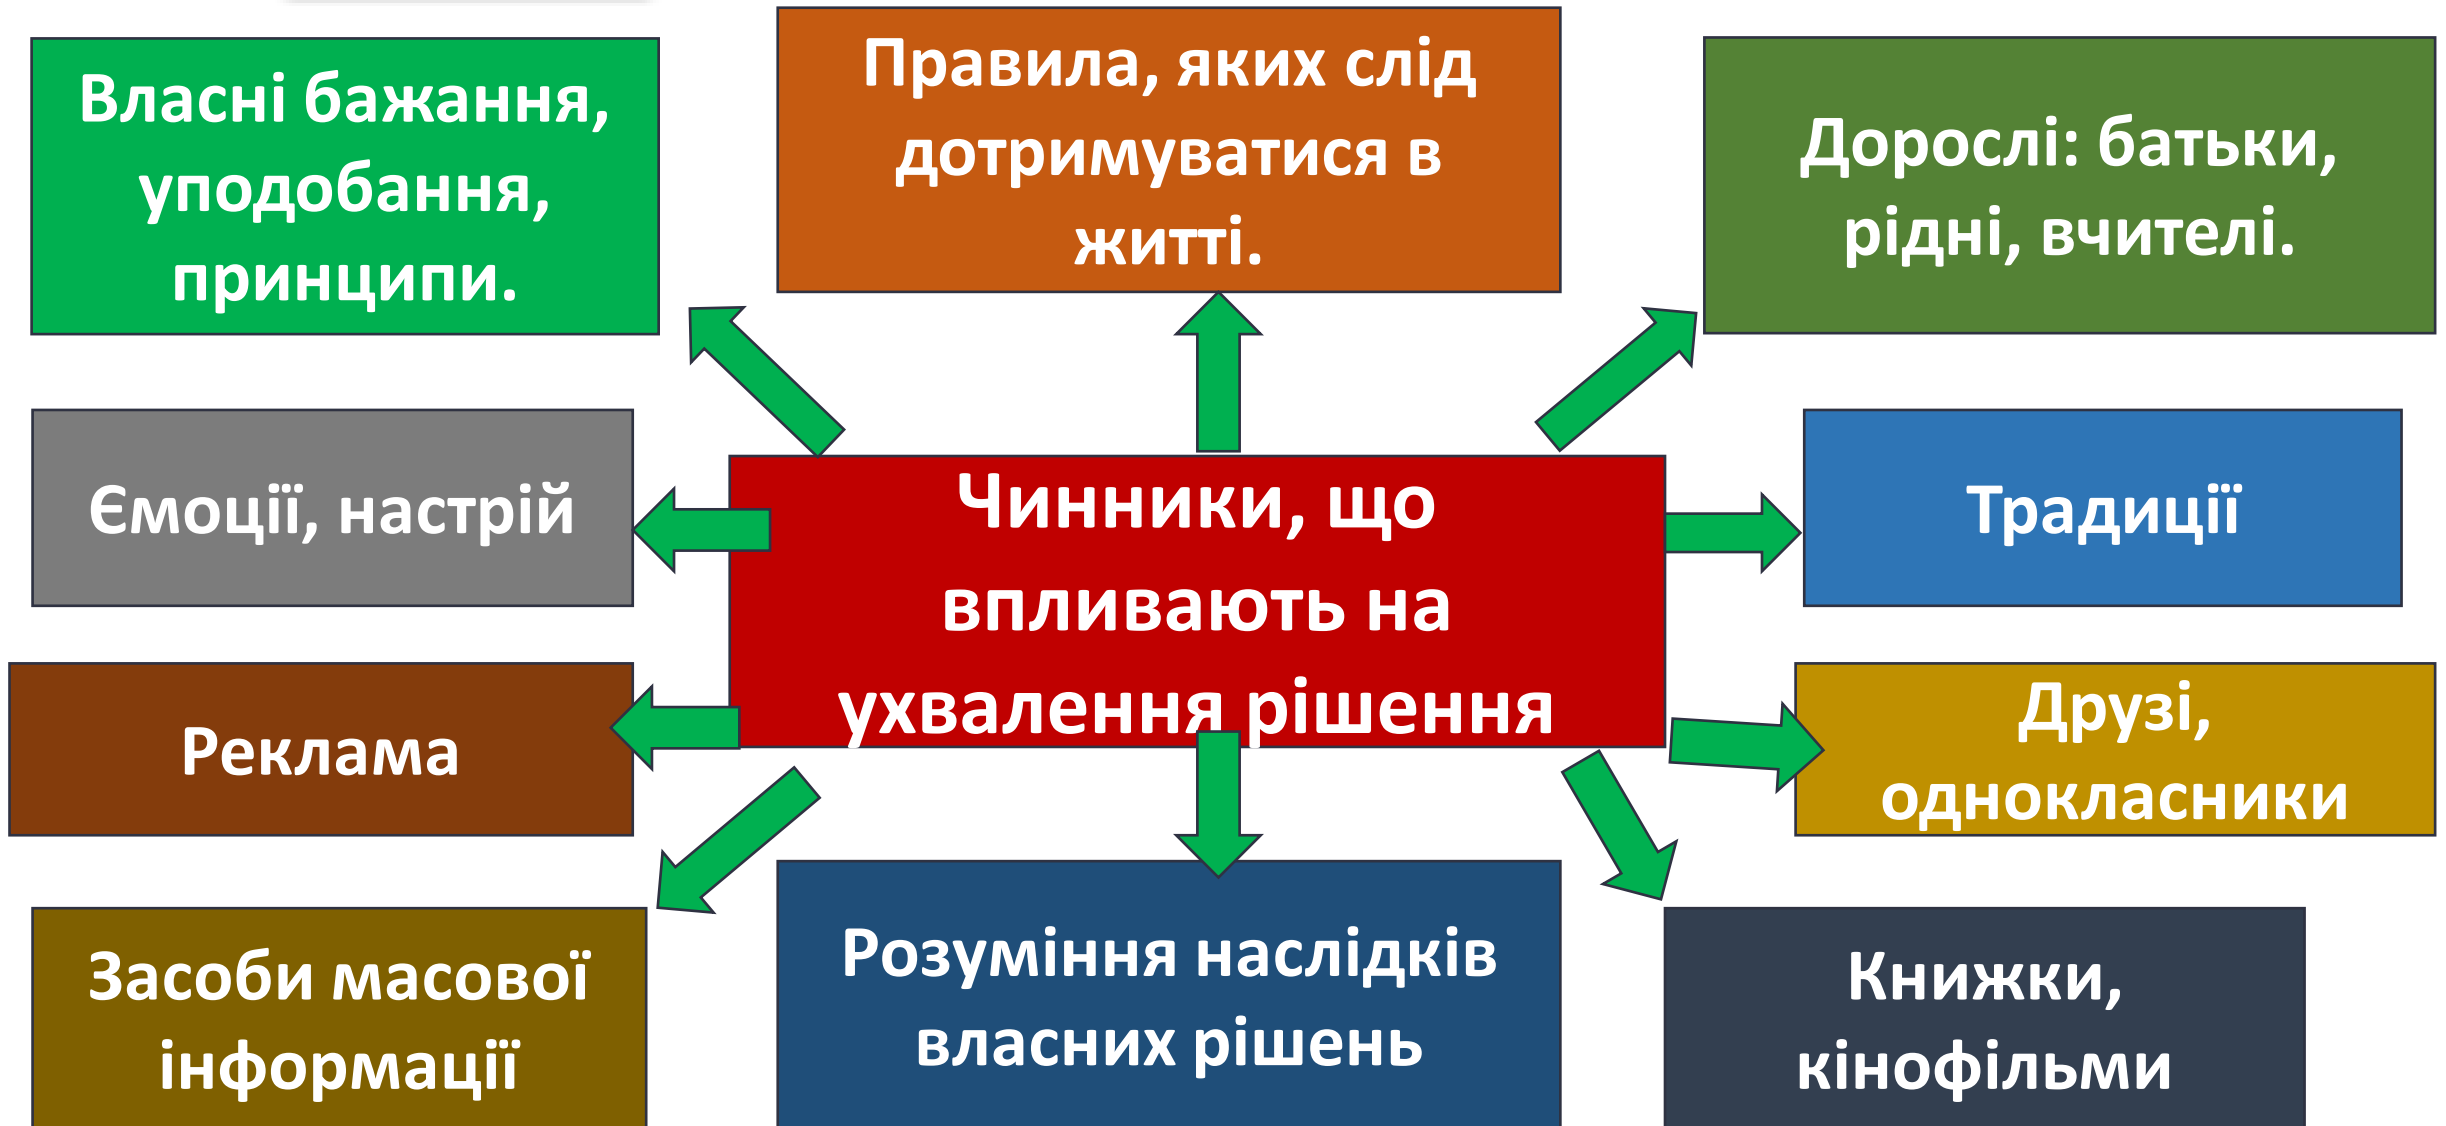 Власні бажання,
уподобання,
принципи.
Правила, яких слід
дотримуватися в
житті.
Дорослі: батьки,
рідні, вчителі.
Ємоції, настрій
Чинники, що
впливають на
ухвалення рішення
Традиції
Реклама
Друзі,
однокласники
Засоби масової
інформації
Розуміння наслідків
власних рішень
Книжки,
кінофільми